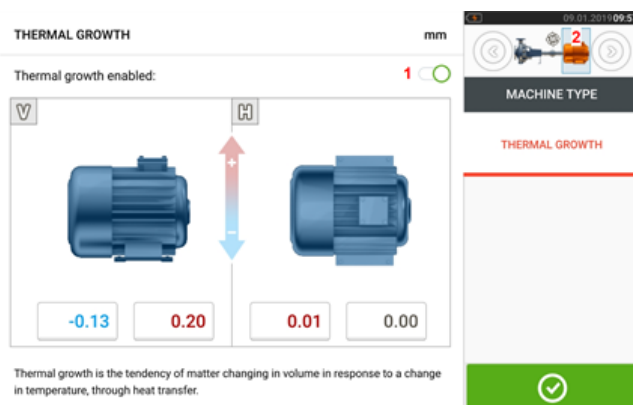 THERMAL GROWTH mm
Thermal growth enabled: 1
V H
+
-
-0.13 0.20 0.01 0.00
Thermal growth is the tendency of matter changing in volume in response to a change
in temperature, through heat transfer.
09.01.2019 09:5
2
MACHINE TYPE
THERMAL GROWTH